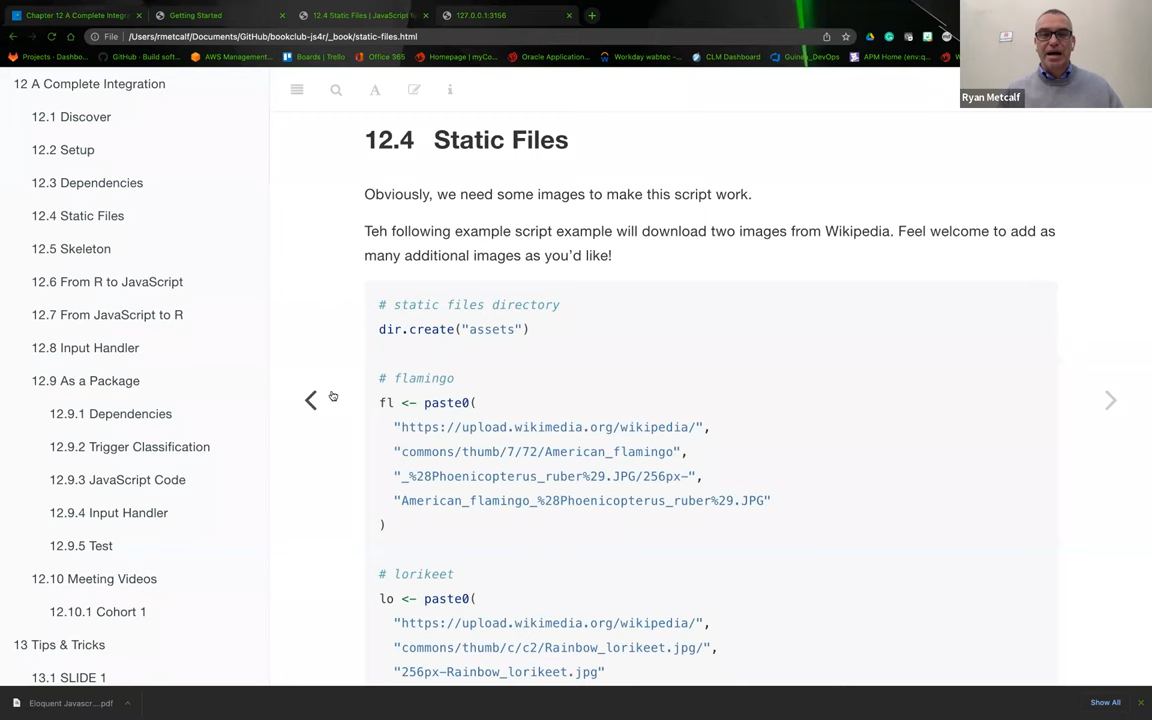 Chapter 12 A Complete Integra
Getting Started
12.4 Static Files | JavaScript f
127.0.0.1:3156
File
/Users/rmetcalf/Documents/GitHub/bookclub-js4r/_book/static-files.html
Projects · Dashbo...
GitHub · Build soft...
AWS Management...
Boards | Trello
Office 365
Homepage | myCo...
Oracle Application...
Workday wabtec -...
CLM Dashboard
Guinea_DevOps
APM Home (env:q...
Ryan Metcalf
12 A Complete Integration
12.1 Discover
12.2 Setup
12.3 Dependencies
12.4 Static Files
12.5 Skeleton
12.6 From R to JavaScript
12.7 From JavaScript to R
12.8 Input Handler
12.9 As a Package
12.9.1 Dependencies
12.9.2 Trigger Classification
12.9.3 JavaScript Code
12.9.4 Input Handler
12.9.5 Test
12.10 Meeting Videos
12.10.1 Cohort 1
13 Tips & Tricks
13.1 SLIDE 1
12.4 Static Files
Obviously, we need some images to make this script work.
Teh following example script example will download two images from Wikipedia. Feel welcome to add as
many additional images as you'd like!
# static files directory
dir.create("assets")
# flamingo
fl <- paste0(
"https://upload.wikimedia.org/wikipedia/",
"commons/thumb/7/72/American_flamingo",
"_%28Phoenicopterus_ruber%29.JPG/256px-",
"American_flamingo_%28Phoenicopterus_ruber%29.JPG"
)
# lorikeet
lo <- paste0(
"https://upload.wikimedia.org/wikipedia/",
"commons/thumb/c/c2/Rainbow_lorikeet.jpg/",
"256px-Rainbow_lorikeet.jpg"
Eloquent Javascr....pdf
Show All